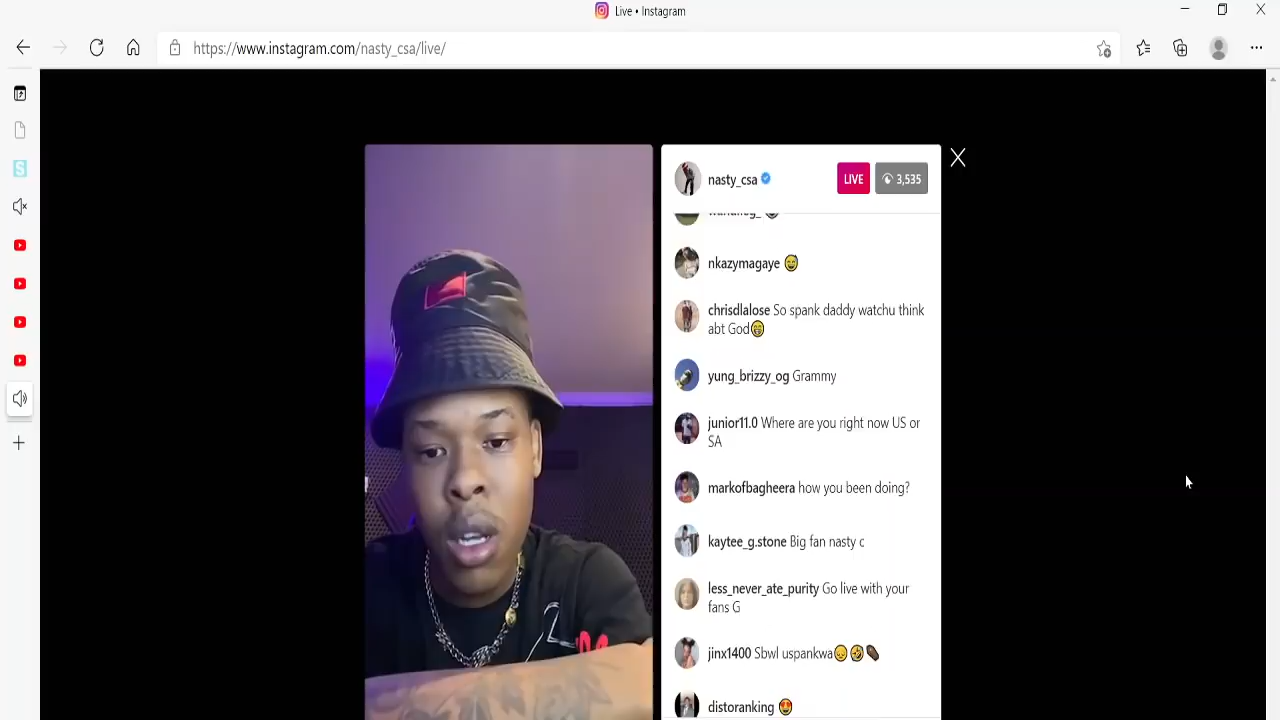 Live • Instagram
https://www.instagram.com/nasty_csa/live/
nasty_csa LIVE 3,535
nkazymagaye 😅
chrisdlalose So spank daddy watchu think
abt God😁
yung_brizzy_og Grammy
junior11.0 Where are you right now US or
SA
markofbagheera how you been doing?
kaytee_g.stone Big fan nasty c
less_never_ate_purity Go live with your
fans G
jinx1400 Sbwl uspankwa😞🤣⚰
distoranking 😍